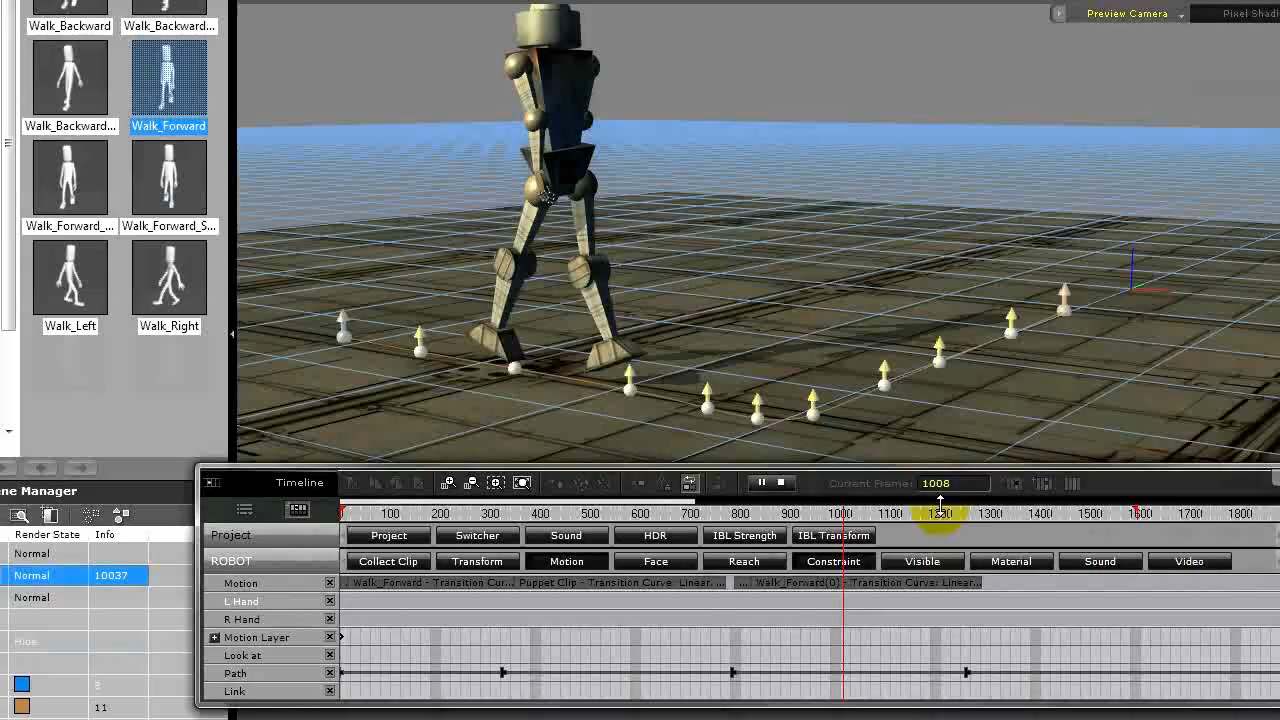 Walk_Backward Walk_Backward...
Preview Camera
Walk_Backward... Walk_Forward
Walk_Forward_... Walk_Forward_S...
Walk_Left Walk_Right
Timeline
Current Frame: 1008
100 200 300 400 500 600 700 800 900 1000 1100 1200 1300 1400 1500 1600 1700 1800
Project Project Switcher Sound HDR IBL Strength IBL Transform
ROBOT Collect Clip Transform Motion Face Reach Constraint Visible Material Sound Video
Motion Walk_Forward - Transition Cur... Puppet Clip - Transition Curve: Linear, ... ... Walk_Forward(0) - Transition Curve: Linear...
L Hand
R Hand
Motion Layer
Look at
Path
Link
ne Manager
Render State Info
Normal
Normal 10037
Normal
Hide
11